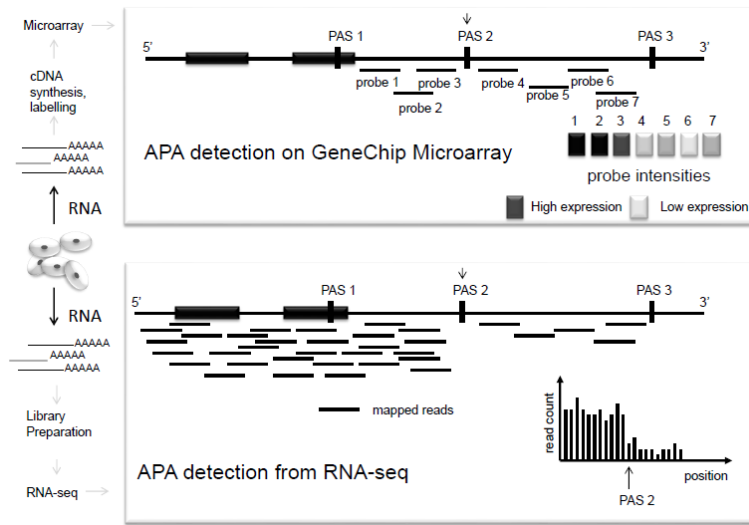 Microarray
cDNA
synthesis,
labelling
AAAAA
AAAAA
AAAAA
RNA
RNA
AAAAA
AAAAA
AAAAA
Library
Preparation
RNA-seq
5'
PAS 1
PAS 2
PAS 3
3'
probe 1
probe 3
probe 4
probe 6
probe 2
probe 5
probe 7
1 2 3 4 5 6 7
APA detection on GeneChip Microarray
probe intensities
High expression
Low expression
5'
PAS 1
PAS 2
PAS 3
3'
mapped reads
read count
position
PAS 2
APA detection from RNA-seq